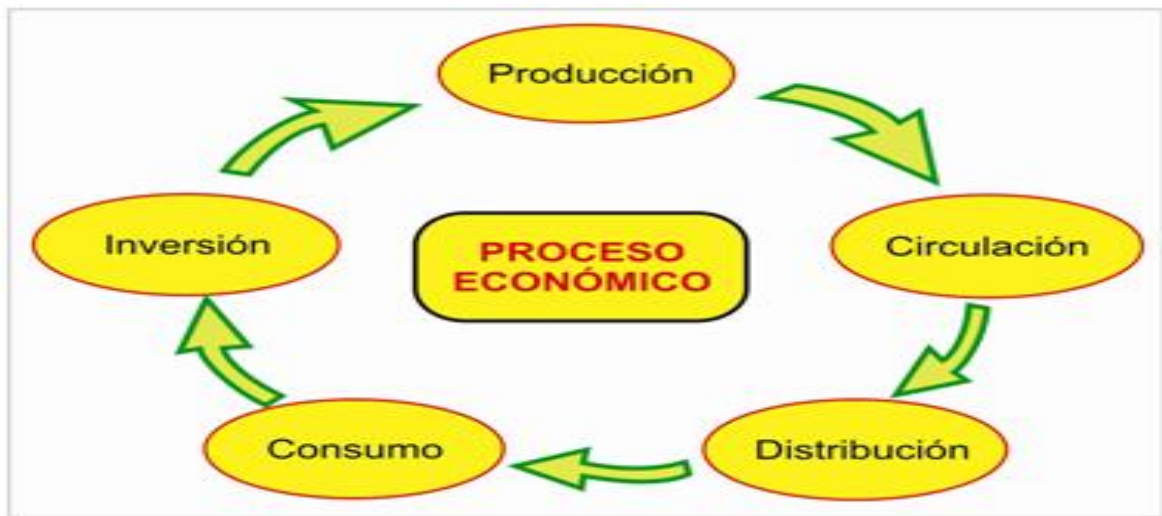 Producción
Inversión
PROCESO
ECONÓMICO
Circulación
Consumo
Distribución